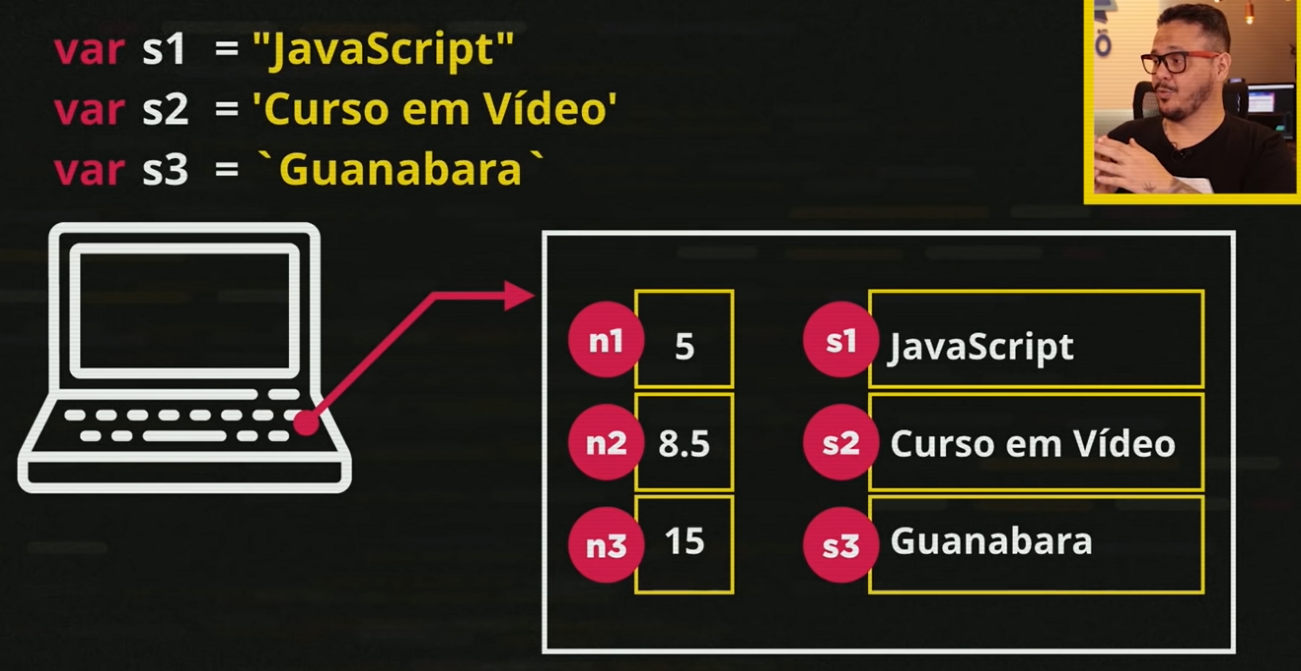 var s1 = "JavaScript"
var s2 = 'Curso em Vídeo'
var s3 = `Guanabara`
n1 5 s1 JavaScript
n2 8.5 s2 Curso em Vídeo
n3 15 s3 Guanabara